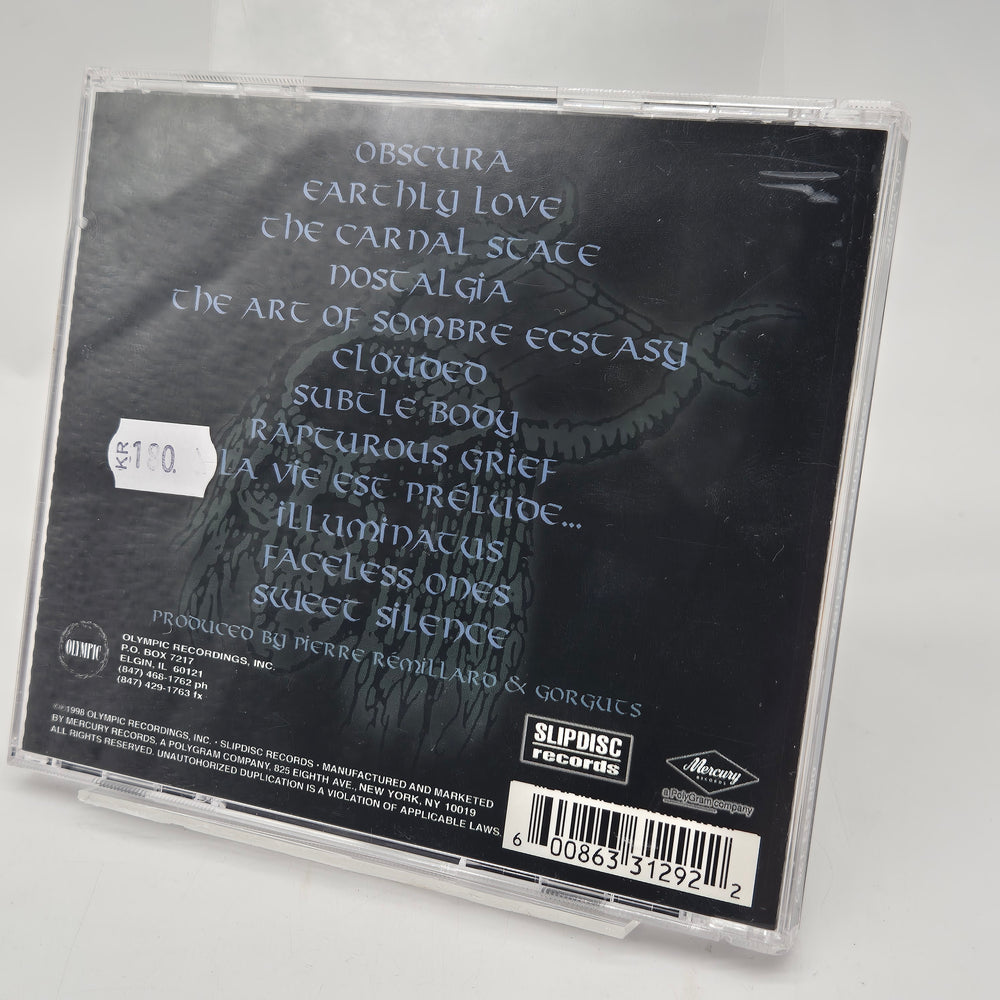 OBSCURA
EARTHLY LOVE
THE CARNAL STATE
NOSTALGIA
THE ART OF SOMBRE ECSTASY
CLOUDED
SUBTLE BODY
RAPTUROUS GRIEF
LA VIE EST PRÉLUDE...
ILLUMINATUS
FACELESS ONES
SWEET SILENCE
PRODUCED BY PIERRE RÉMILLARD & GORGUTS
KR 180.
OLYMPIC
OLYMPIC RECORDINGS, INC.
P.O. BOX 7217
ELGIN, IL 60121
(847) 468-1762 ph
(847) 429-1763 fx
℗© 1998 OLYMPIC RECORDINGS, INC. · SLIPDISC RECORDS · MANUFACTURED AND MARKETED
BY MERCURY RECORDS, A POLYGRAM COMPANY, 825 EIGHTH AVE., NEW YORK, NY 10019
ALL RIGHTS RESERVED. UNAUTHORIZED DUPLICATION IS A VIOLATION OF APPLICABLE LAWS.
SLIPDISC
records
Mercury
RECORDS
a PolyGram company
6 00863 31292 2